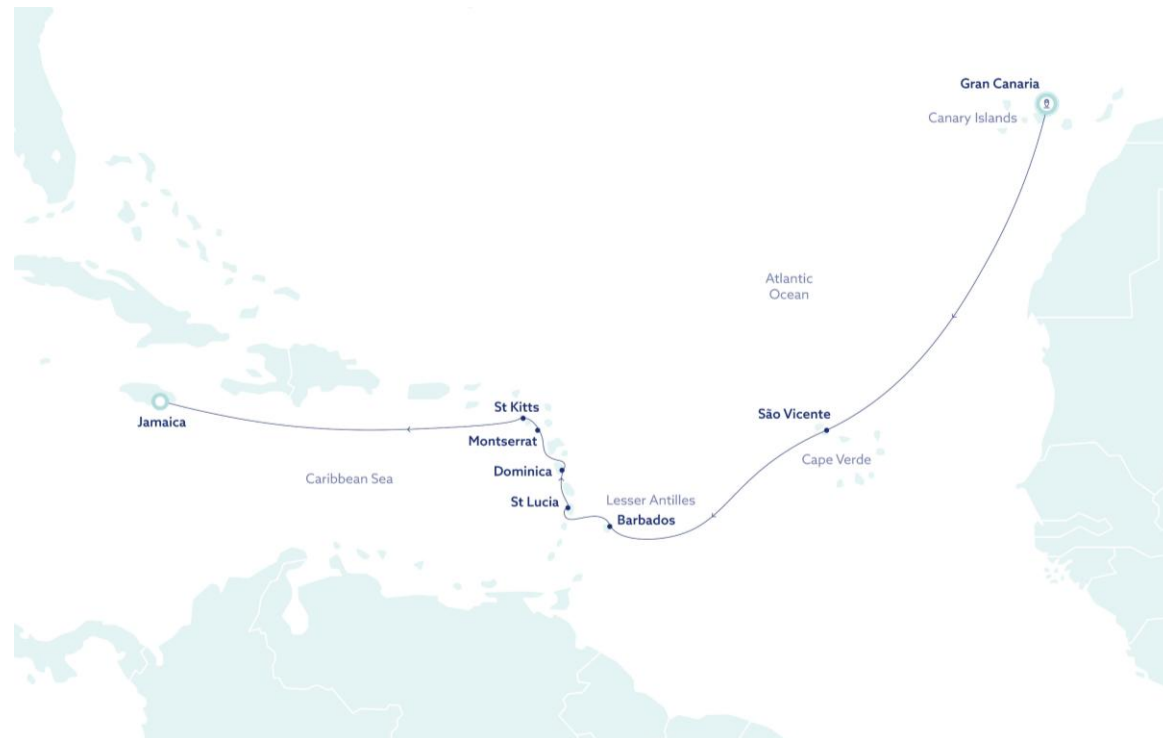 Gran Canaria
Canary Islands
Atlantic
Ocean
St Kitts
São Vicente
Jamaica
Montserrat
Cape Verde
Dominica
Caribbean Sea
St Lucia
Lesser Antilles
Barbados